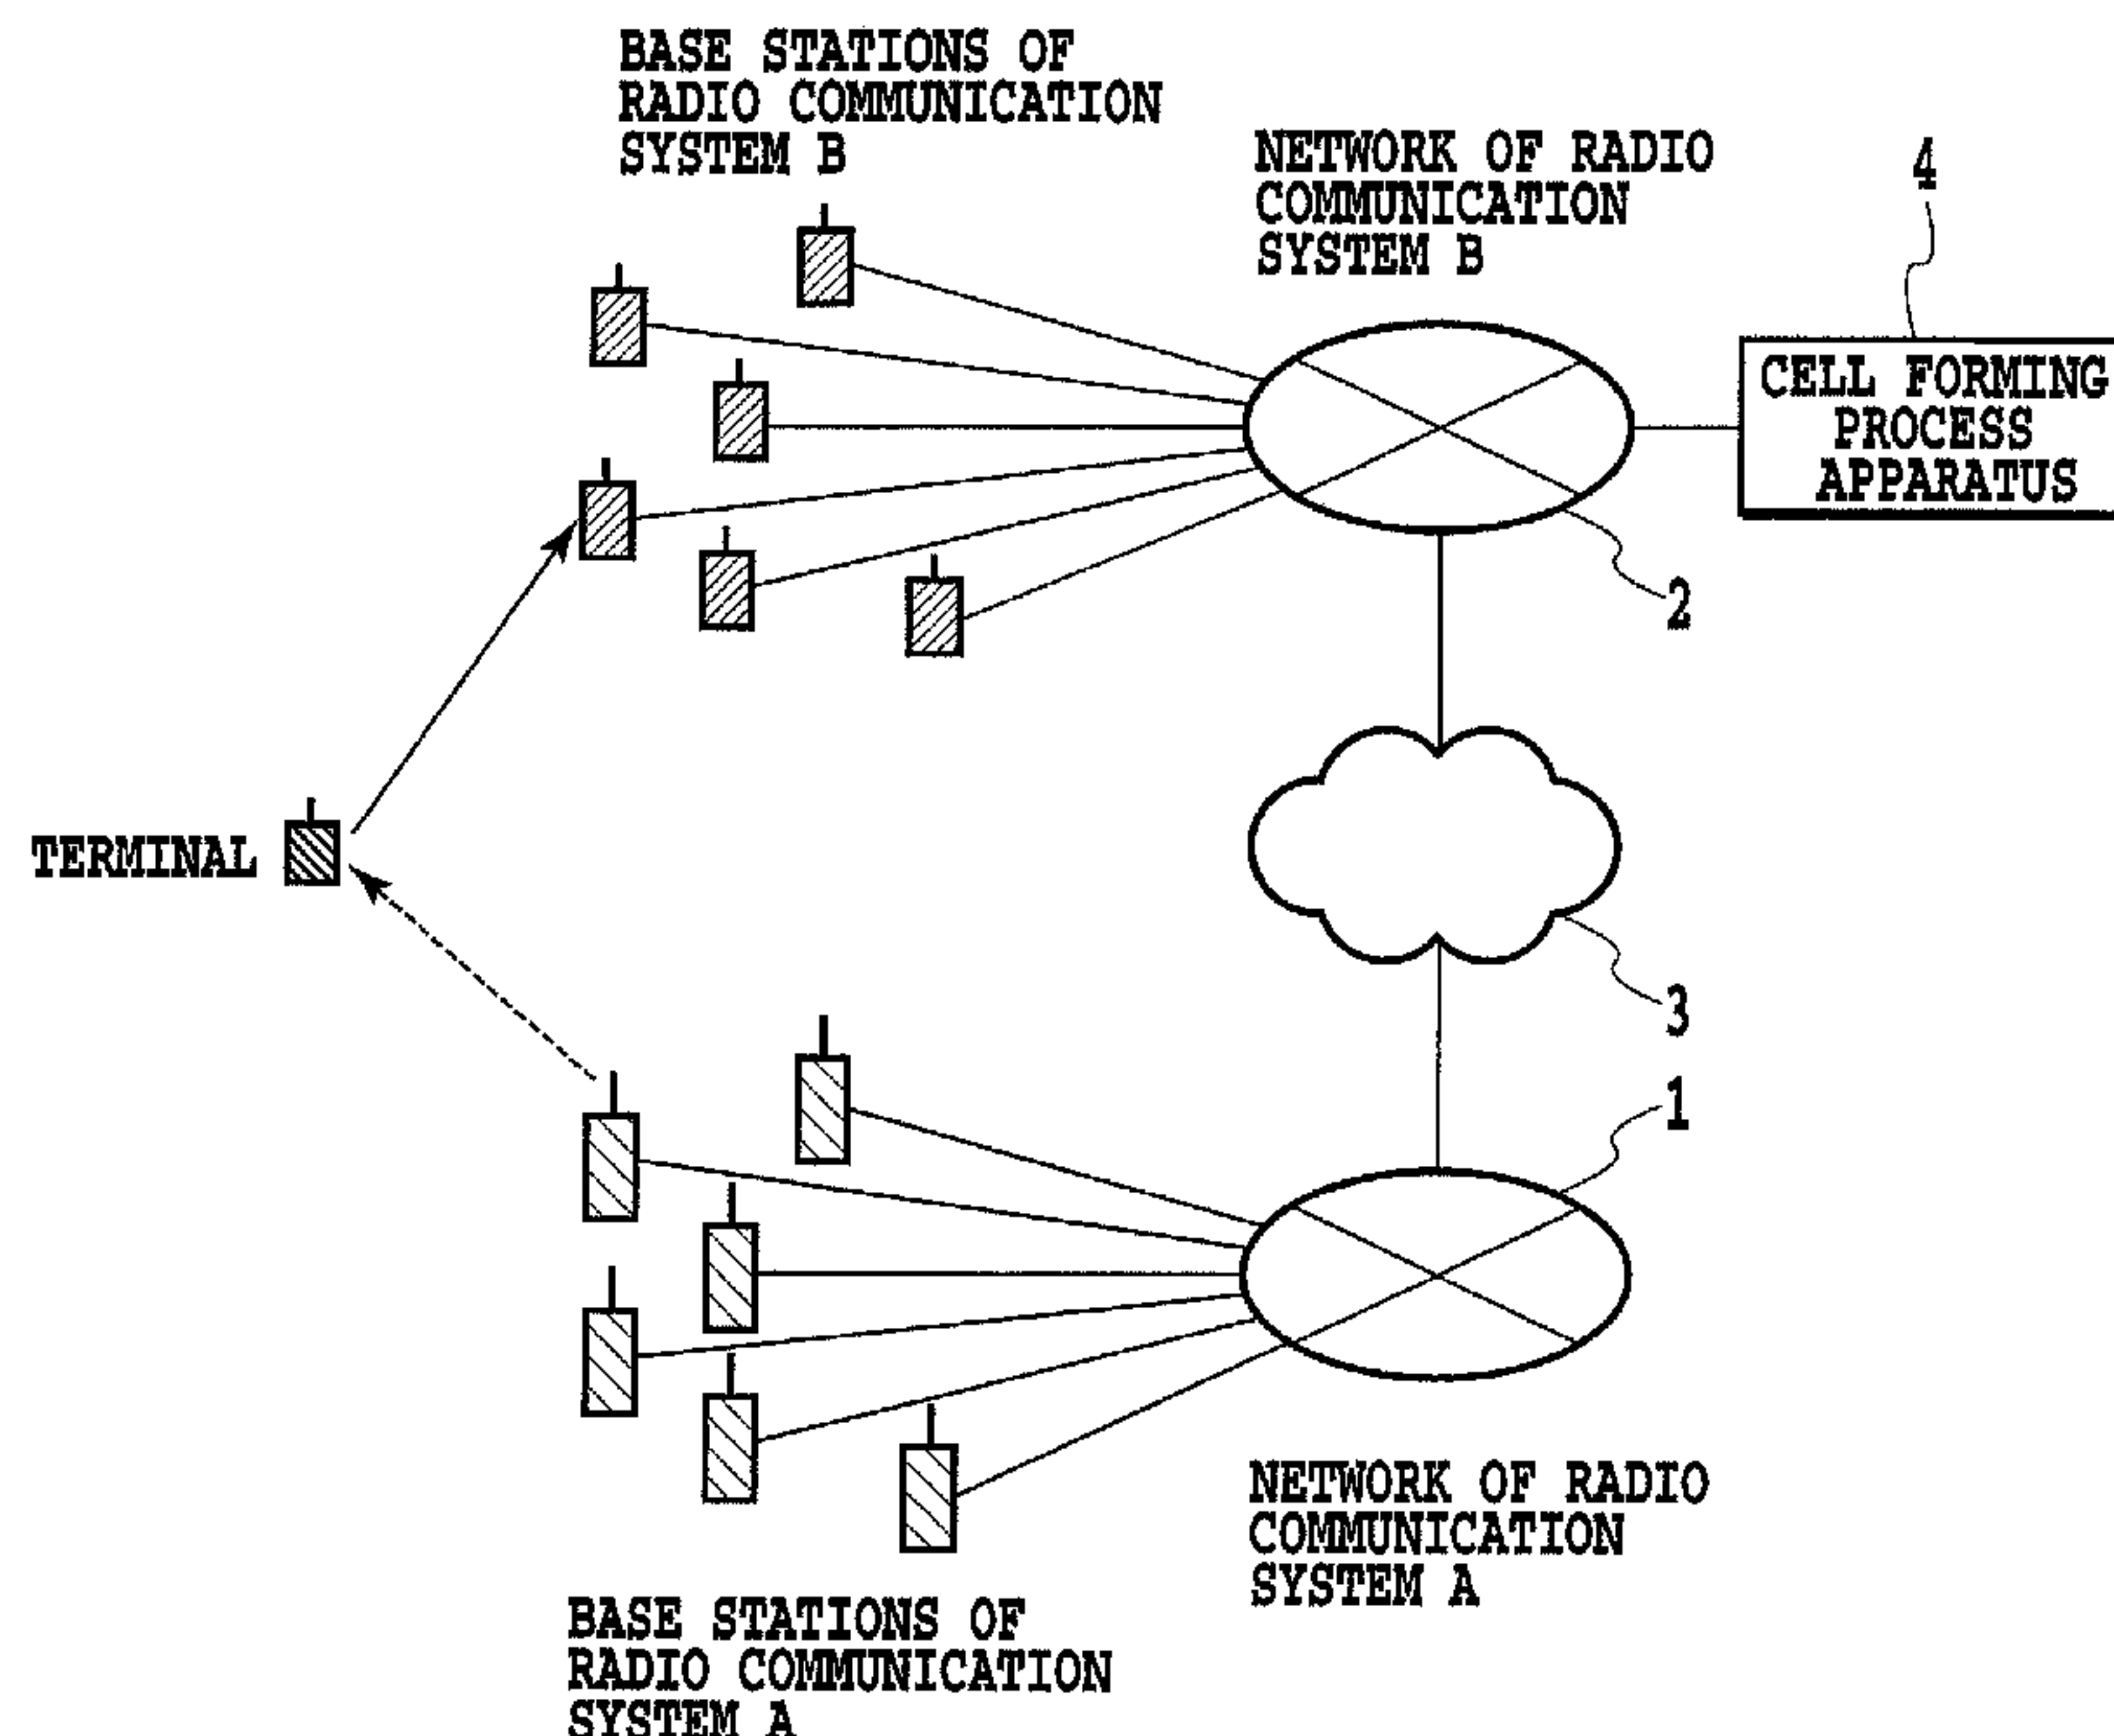 BASE STATIONS OF
RADIO COMMUNICATION
SYSTEM B
NETWORK OF RADIO
COMMUNICATION
SYSTEM B
4
CELL FORMING
PROCESS
APPARATUS
2
TERMINAL
3
1
NETWORK OF RADIO
COMMUNICATION
SYSTEM A
BASE STATIONS OF
RADIO COMMUNICATION
SYSTEM A